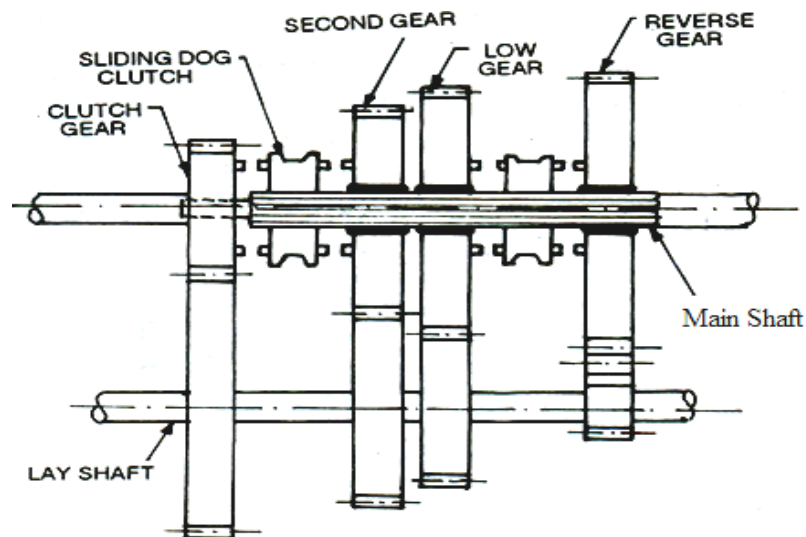 SECOND GEAR
REVERSE
GEAR
SLIDING DOG
CLUTCH
LOW
GEAR
CLUTCH
GEAR
Main Shaft
LAY SHAFT